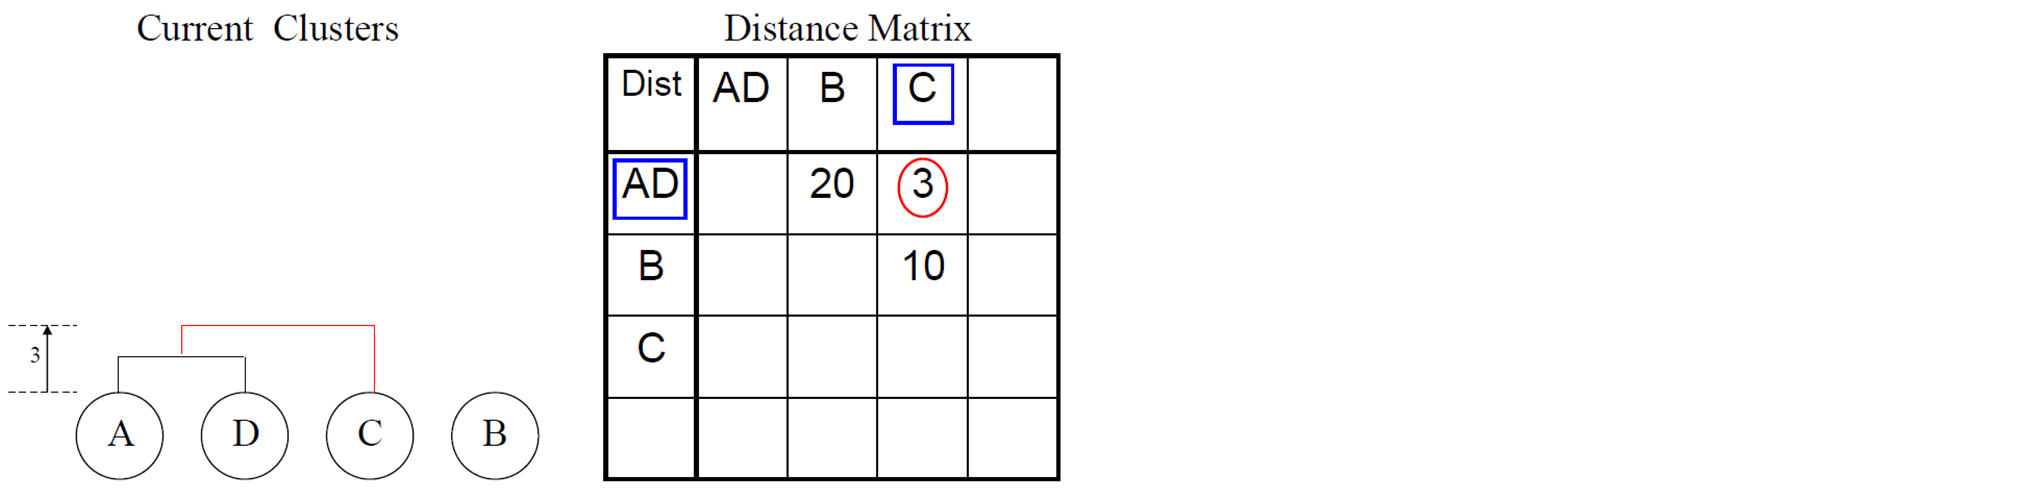 Current Clusters
Distance Matrix
Dist AD B C
AD 20 3
B 10
C
3
A D C B